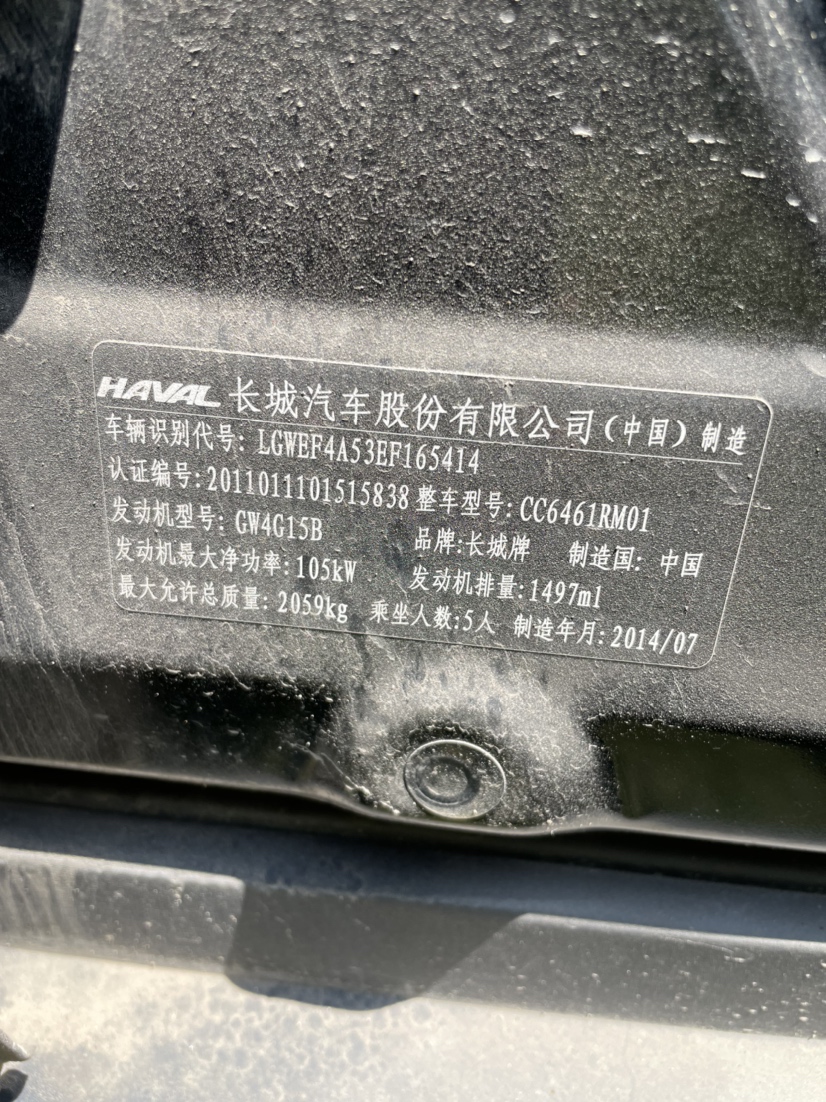 HAVAL 长城汽车股份有限公司(中国)制造
车辆识别代号: LGWEF4A53EF165414
认证编号: 2011011101515838 整车型号: CC6461RM01
发动机型号: GW4G15B 品牌:长城牌 制造国: 中国
发动机最大净功率: 105kW 发动机排量: 1497ml
最大允许总质量: 2059kg 乘坐人数:5人 制造年月: 2014/07